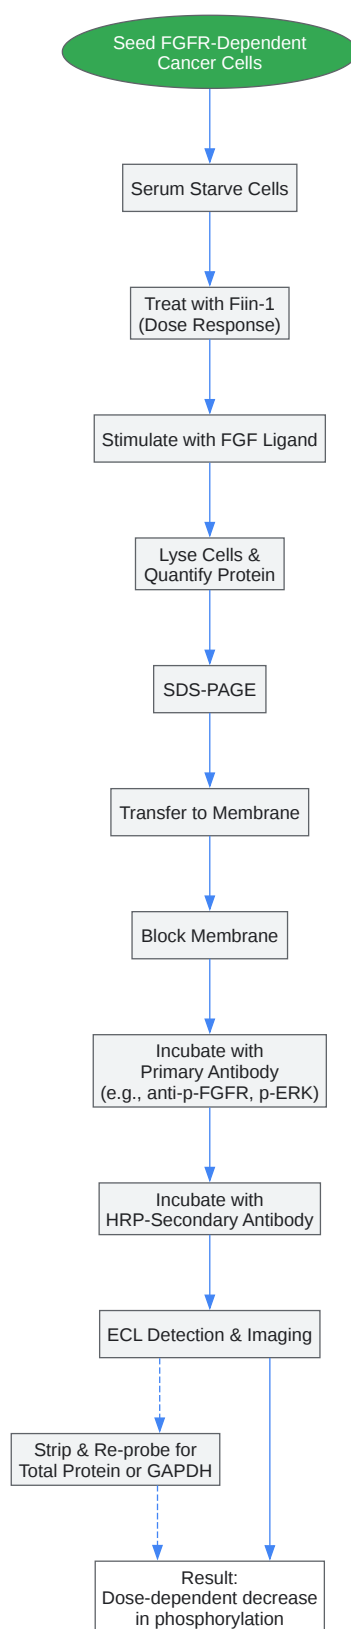 Seed FGFR-Dependent
Cancer Cells
Serum Starve Cells
Treat with Fiin-1
(Dose Response)
Stimulate with FGF Ligand
Lyse Cells &
Quantify Protein
SDS-PAGE
Transfer to Membrane
Block Membrane
Incubate with
Primary Antibody
(e.g., anti-p-FGFR, p-ERK)
Incubate with
HRP-Secondary Antibody
ECL Detection & Imaging
Strip & Re-probe for
Total Protein or GAPDH
Result:
Dose-dependent decrease
in phosphorylation